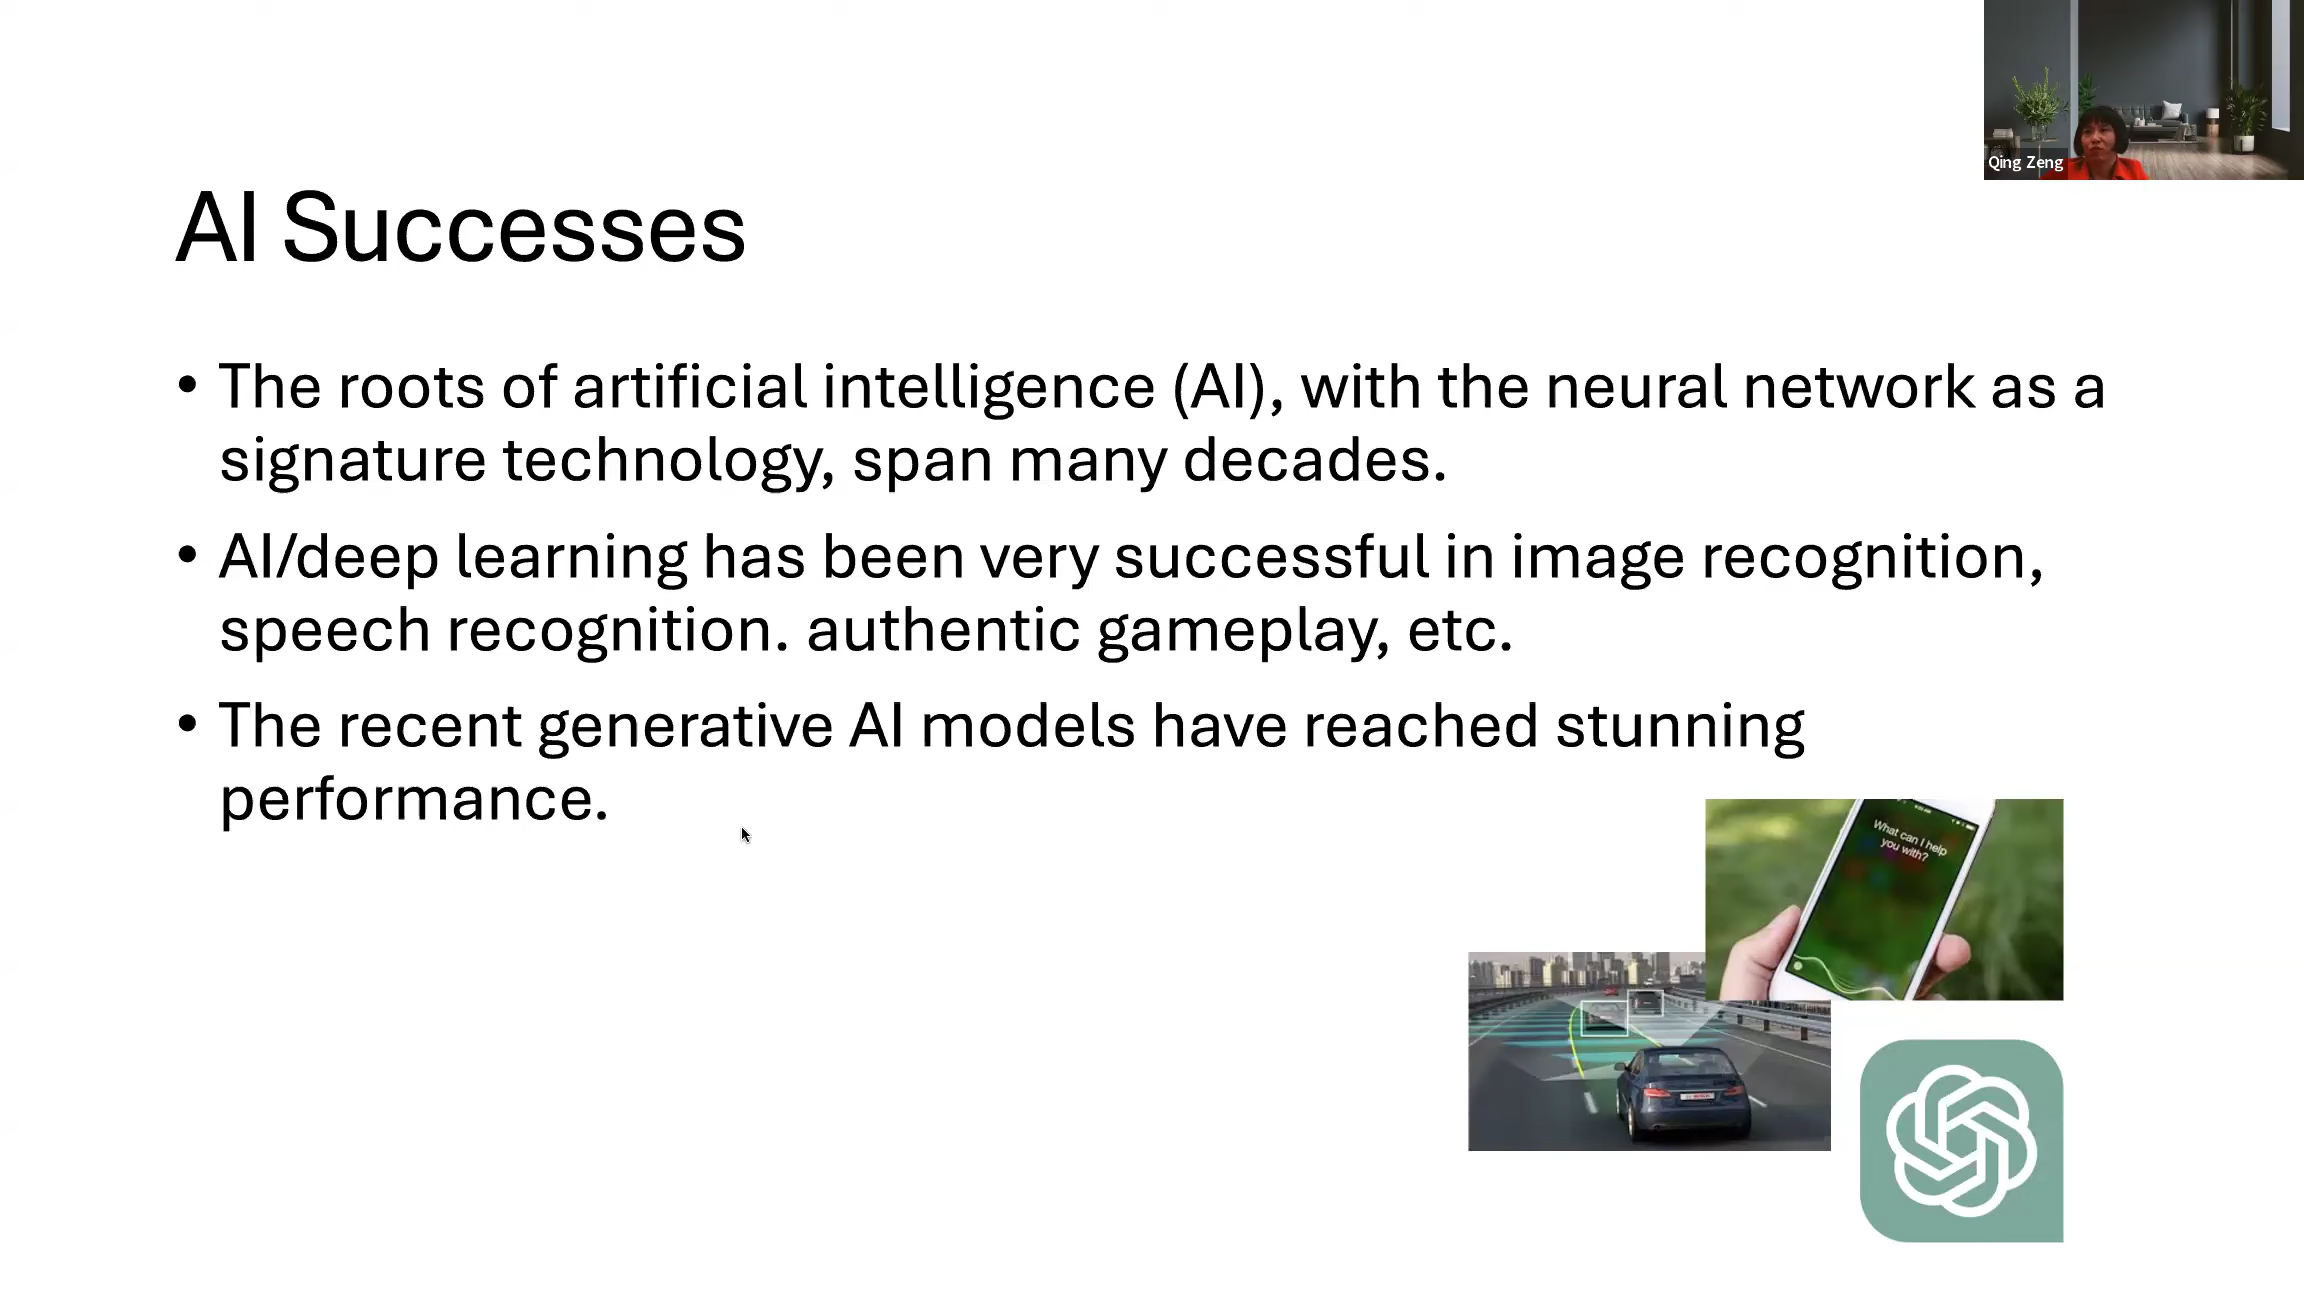 Qing Zeng
AI Successes
• The roots of artificial intelligence (AI), with the neural network as a
signature technology, span many decades.
• AI/deep learning has been very successful in image recognition,
speech recognition. authentic gameplay, etc.
• The recent generative AI models have reached stunning
performance.
What can I help
you with?